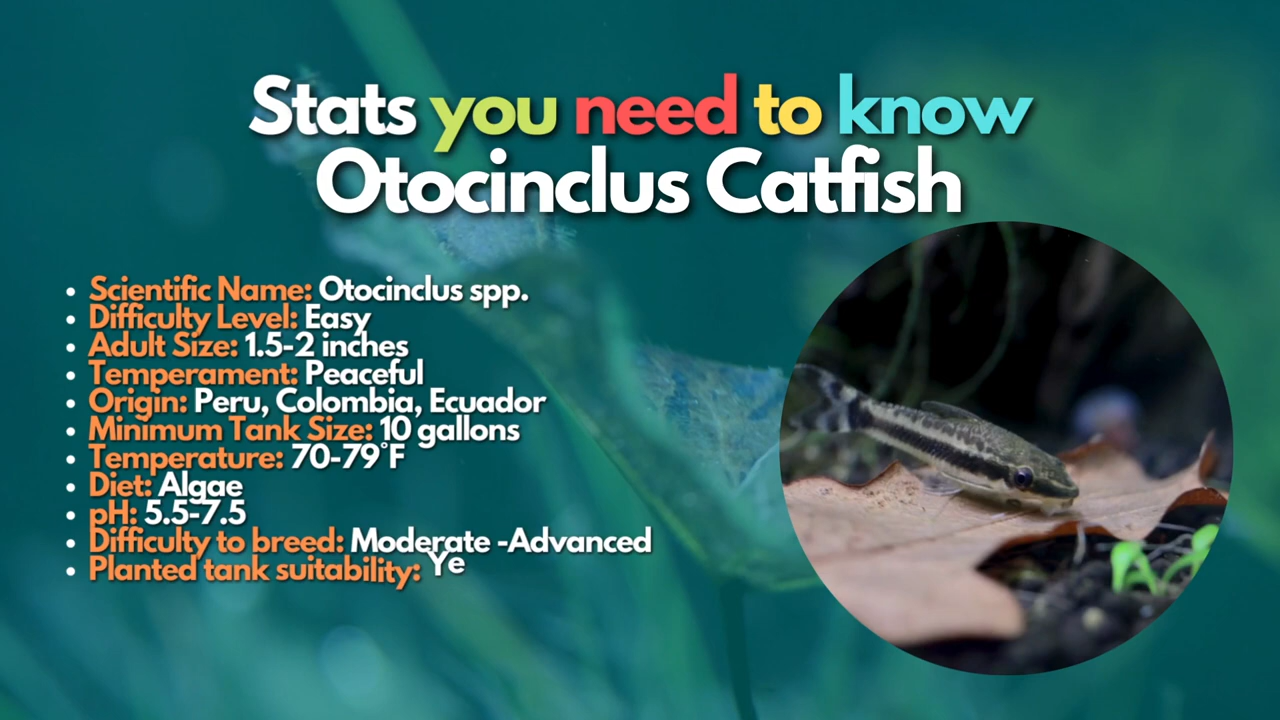 Stats you need to know
Otocinclus Catfish
• Scientific Name: Otocinclus spp.
• Difficulty Level: Easy
• Adult Size: 1.5-2 inches
• Temperament: Peaceful
• Origin: Peru, Colombia, Ecuador
• Minimum Tank Size: 10 gallons
• Temperature: 70-79°F
• Diet: Algae
• pH: 5.5-7.5
• Difficulty to breed: Moderate -Advanced
• Planted tank suitability: Ye